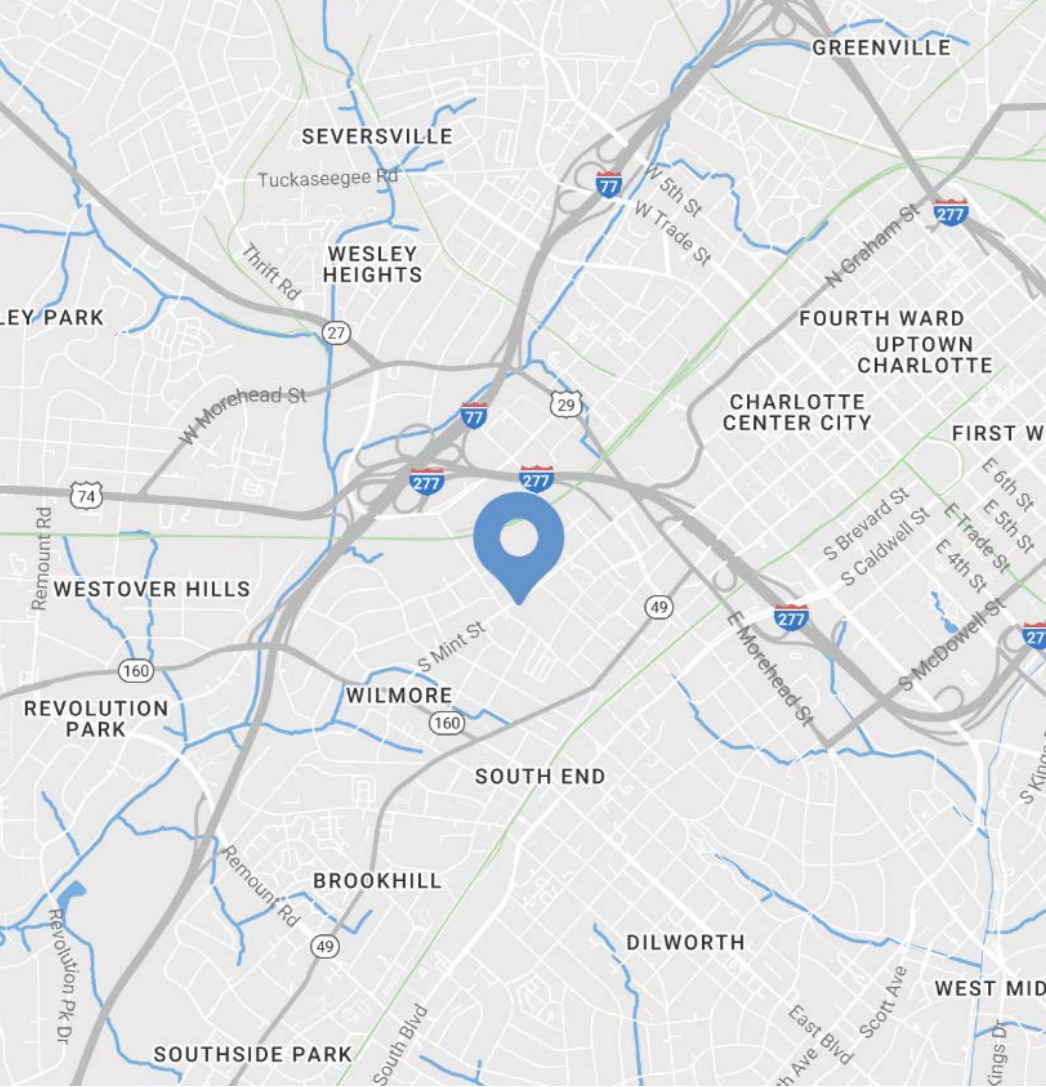 GREENVILLE
SEVERSVILLE
Tuckaseegee Rd
77
W 5th St
W Trade St
277
N Graham St
WESLEY
HEIGHTS
Thrift Rd
LEY PARK
27
FOURTH WARD
UPTOWN
CHARLOTTE
W Morehead St
77
29
CHARLOTTE
CENTER CITY
FIRST W
74
277
277
E 6th St
E 5th St
E Trade St
E 4th St
S Brevard St
S Caldwell St
Remount Rd
WESTOVER HILLS
49
277
27
S Mint St
E Morehead St
S McDowell St
160
WILMORE
160
REVOLUTION
PARK
SOUTH END
S Kings
Remount Rd
BROOKHILL
Revolution Pk Dr
49
DILWORTH
WEST MID
Scott Ave
East Blvd
th Ave
ings Dr
South Blvd
SOUTHSIDE PARK